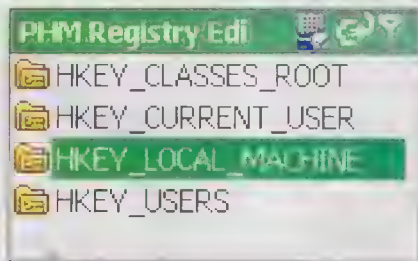 PHM Registry Edi
HKEY_CLASSES_ROOT
HKEY_CURRENT_USER
HKEY_LOCAL_MACHINE
HKEY_USERS